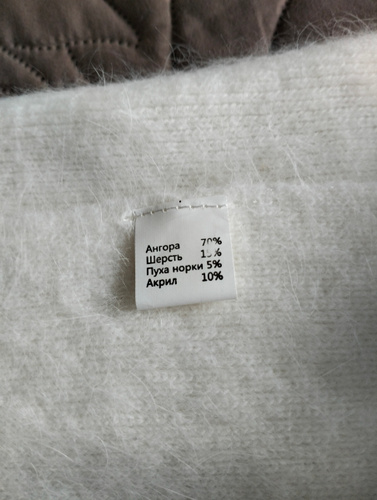 Ангора 70%
Шерсть
Пуха норки 5%
Акрил 10%